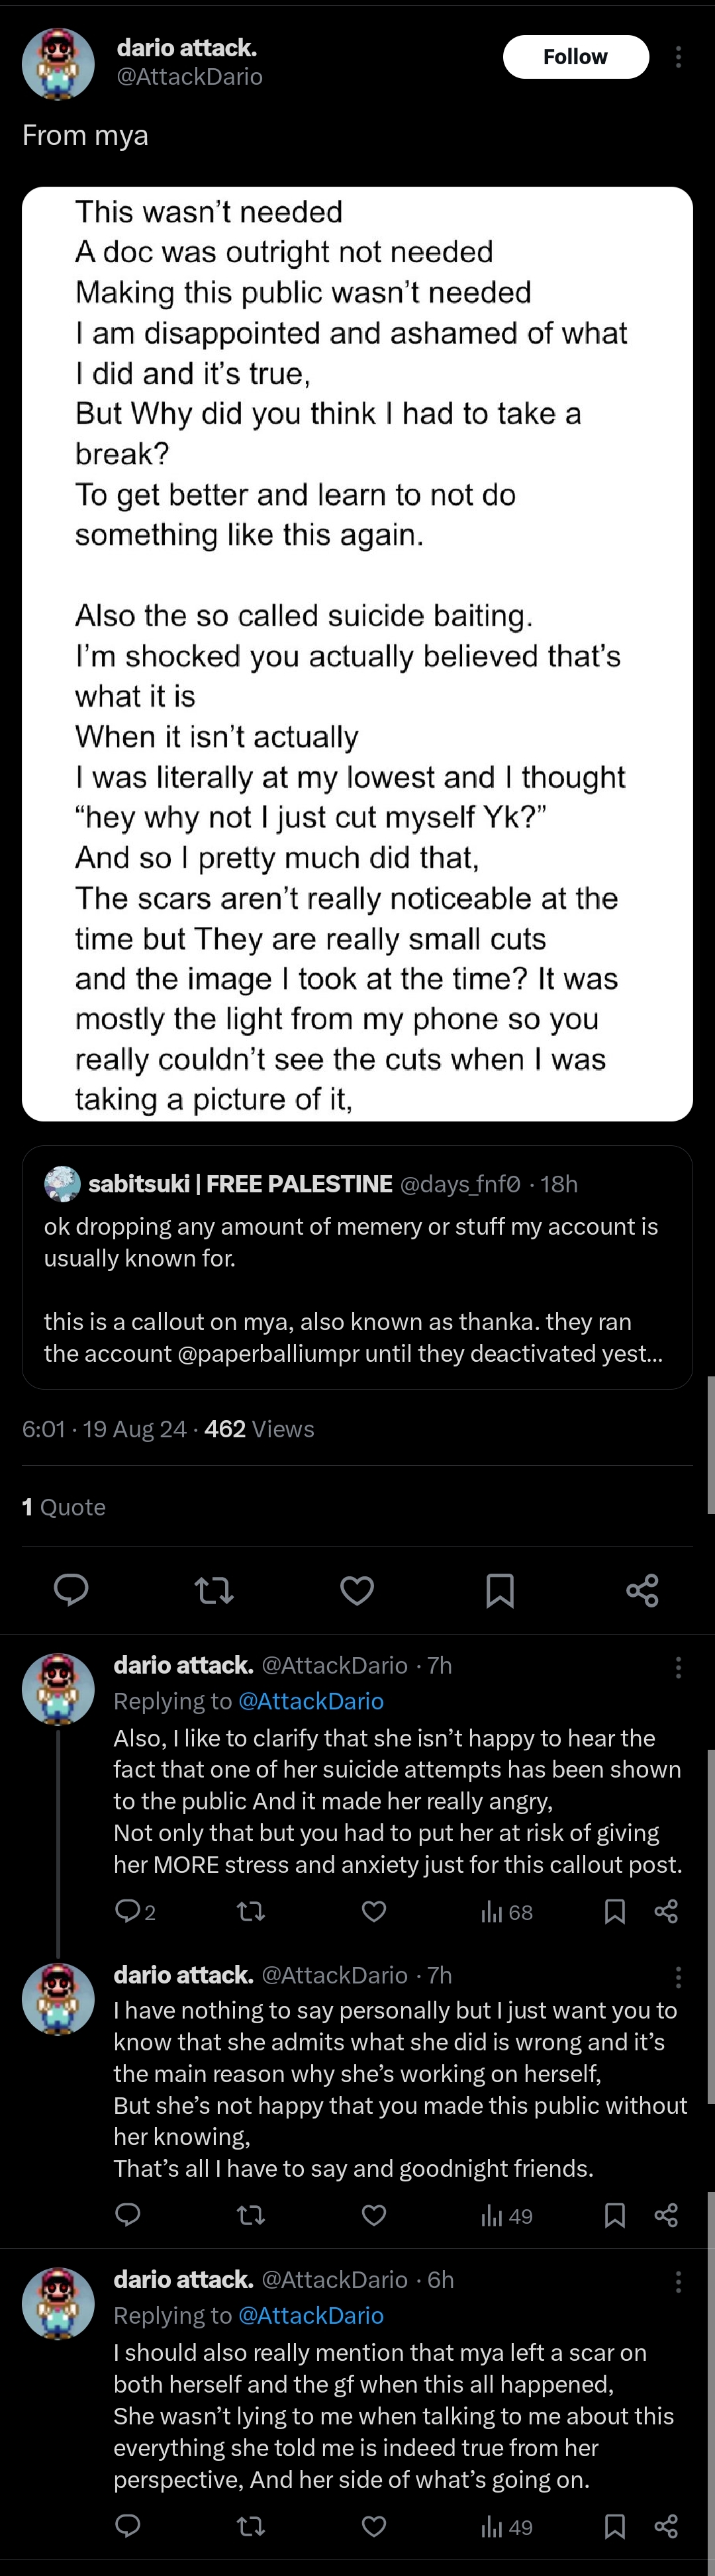 dario attack.
@AttackDario
Follow
From mya
This wasn't needed
A doc was outright not needed
Making this public wasn't needed
I am disappointed and ashamed of what
I did and it's true,
But Why did you think I had to take a
break?
To get better and learn to not do
something like this again.
Also the so called suicide baiting.
I'm shocked you actually believed that's
what it is
When it isn't actually
I was literally at my lowest and I thought
“hey why not I just cut myself Yk?”
And so I pretty much did that,
The scars aren't really noticeable at the
time but They are really small cuts
and the image I took at the time? It was
mostly the light from my phone so you
really couldn't see the cuts when I was
taking a picture of it,
sabitsuki | FREE PALESTINE @days_fnf0 · 18h
ok dropping any amount of memery or stuff my account is
usually known for.
this is a callout on mya, also known as thanka. they ran
the account @paperballiumpr until they deactivated yest...
6:01 · 19 Aug 24 · 462 Views
1 Quote
dario attack. @AttackDario · 7h
Replying to @AttackDario
Also, I like to clarify that she isn't happy to hear the
fact that one of her suicide attempts has been shown
to the public And it made her really angry,
Not only that but you had to put her at risk of giving
her MORE stress and anxiety just for this callout post.
2 68
dario attack. @AttackDario · 7h
I have nothing to say personally but I just want you to
know that she admits what she did is wrong and it's
the main reason why she's working on herself,
But she's not happy that you made this public without
her knowing,
That's all I have to say and goodnight friends.
49
dario attack. @AttackDario · 6h
Replying to @AttackDario
I should also really mention that mya left a scar on
both herself and the gf when this all happened,
She wasn't lying to me when talking to me about this
everything she told me is indeed true from her
perspective, And her side of what's going on.
49